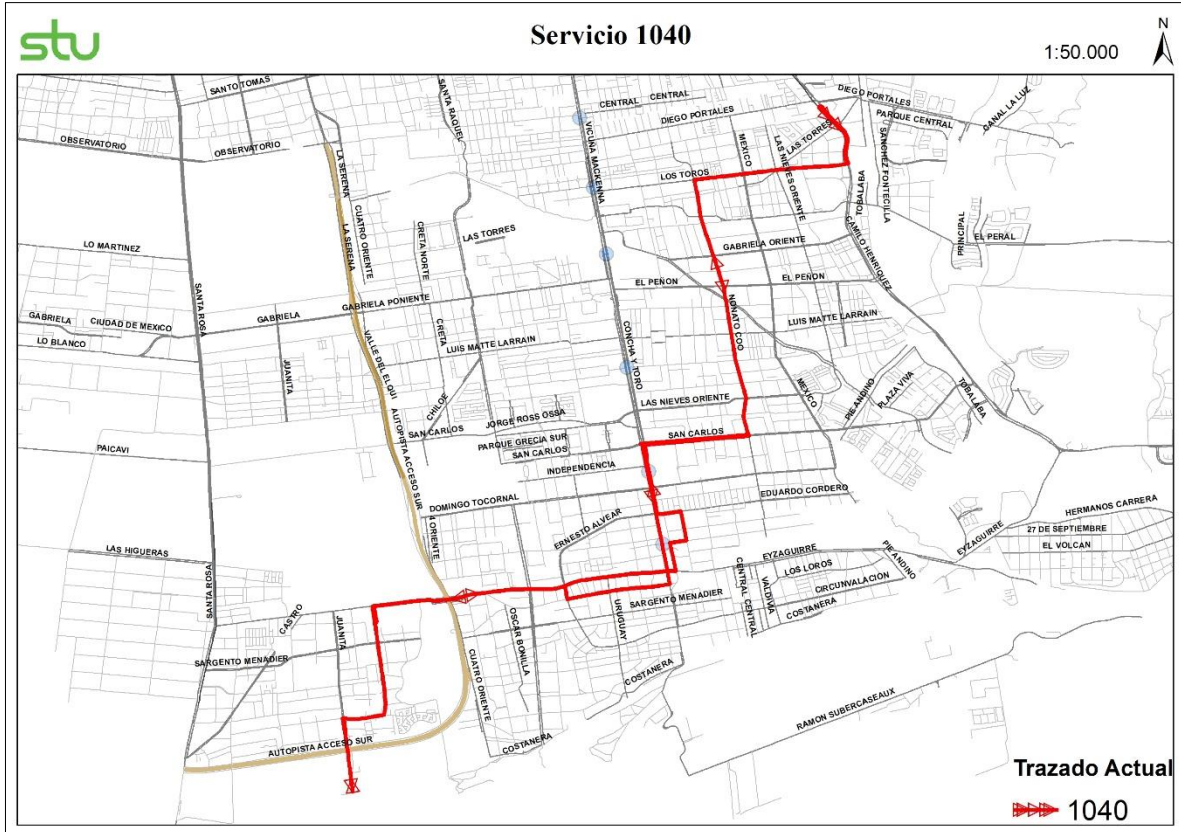 stu
Servicio 1040
1:50.000
N
SANTO TOMAS
OBSERVATORIO
OBSERVATORIO
LA SERENA
LA SERENA
CUATRO ORIENTE
SANTA RAQUEL
CENTRAL CENTRAL
DIEGO PORTALES
DIEGO PORTALES
PARQUE CENTRAL
CANAL LA LUZ
VICUÑA MACKENNA
MEXICO
LAS NIEVES ORIENTE
LAS TORRES
SANCHEZ FONTECILLA
TOBALABA
LOS TOROS
CRETA NORTE
LAS TORRES
LO MARTINEZ
SANTA ROSA
GABRIELA ORIENTE
CAMILO HENRIQUEZ
PRINCIPAL
EL PERAL
EL PEÑON
EL PEÑON
GABRIELA PONIENTE
GABRIELA
GABRIELA
CIUDAD DE MEXICO
LO BLANCO
JUANITA
VALLE DEL ELQUI
AUTOPISTA ACCESO SUR
CRETA
LUIS MATTE LARRAIN
CHILOE
CONCHA Y TORO
NONATO COO
LUIS MATTE LARRAIN
MEXICO
PIE ANDINO
PLAZA VIVA
TOBALABA
LAS NIEVES ORIENTE
JORGE ROSS OSSA
SAN CARLOS
SAN CARLOS
PARQUE GRECIA SUR
SAN CARLOS
INDEPENDENCIA
PAICAVI
DOMINGO TOCORNAL
EDUARDO CORDERO
4 ORIENTE
ERNESTO ALVEAR
HERMANOS CARRERA
27 DE SEPTIEMBRE
EL VOLCAN
EYZAGUIRRE
EYZAGUIRRE
PIE ANDINO
LOS LOROS
CIRCUNVALACION
COSTANERA
CENTRAL CENTRAL
VALDIVIA
LAS HIGUERAS
SANTA ROSA
CASTRO
JUANITA
OSCAR BONILLA
URUGUAY
SARGENTO MENADIER
SARGENTO MENADIER
CUATRO ORIENTE
COSTANERA
COSTANERA
RAMON SUBERCASEAUX
AUTOPISTA ACCESO SUR
Trazado Actual
1040